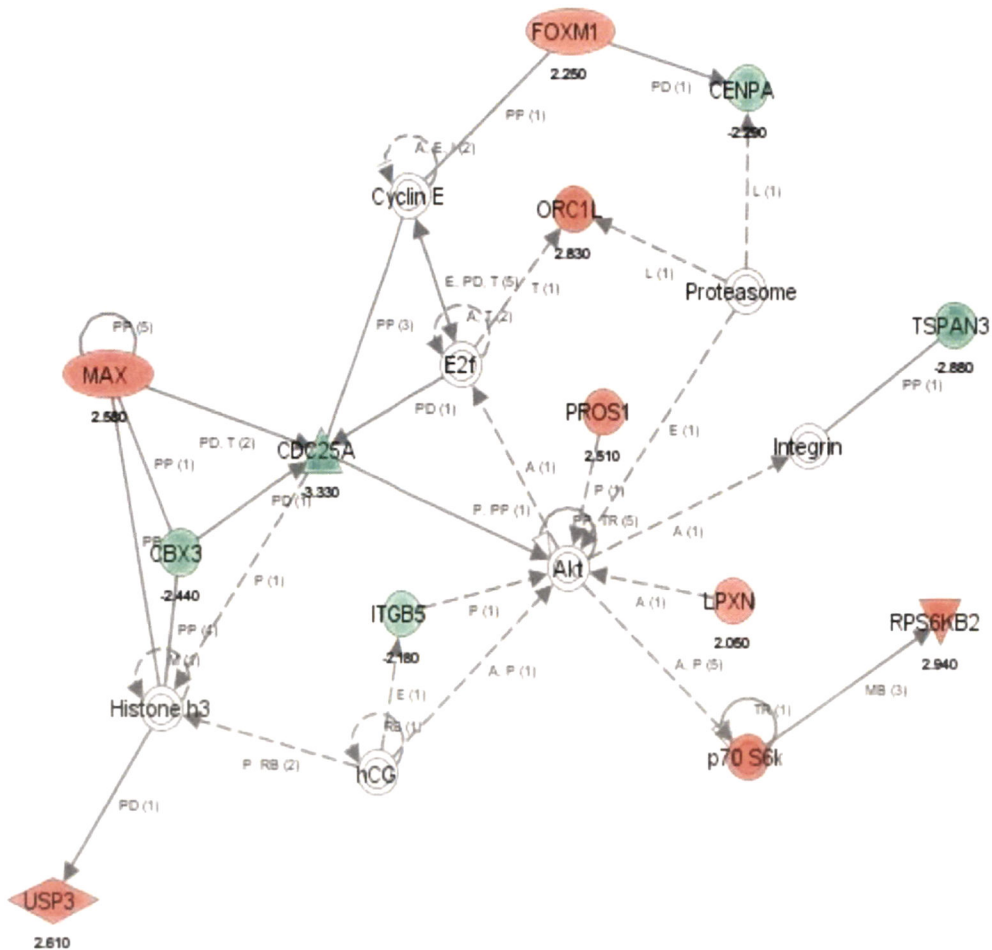 FOXM1
2.250
PD (1)
CENPA
-2.290
PP (1)
A, E, I (2)
Cyclin E
L (1)
ORC1L
2.830
L (1)
Proteasome
E, PD, T (5)
T (1)
A, T (2)
PP (3)
E2f
TSPAN3
-2.880
PP (1)
PP (5)
MAX
2.580
PD (1)
PROS1
2.510
E (1)
Integrin
PD, T (2)
CDC25A
-3.330
PP (1)
A (1)
P (1)
PD (1)
P, PP (1)
TR (5)
A (1)
CBX3
-2.440
Akt
P (1)
ITGB5
-2.180
P (1)
A (1)
LPXN
2.050
RPS6KB2
2.940
PP (4)
A, P (1)
A, P (5)
MB (3)
E (1)
Histone h3
RB (1)
TR (1)
p70 S6k
P, RB (2)
hCG
PD (1)
USP3
2.610